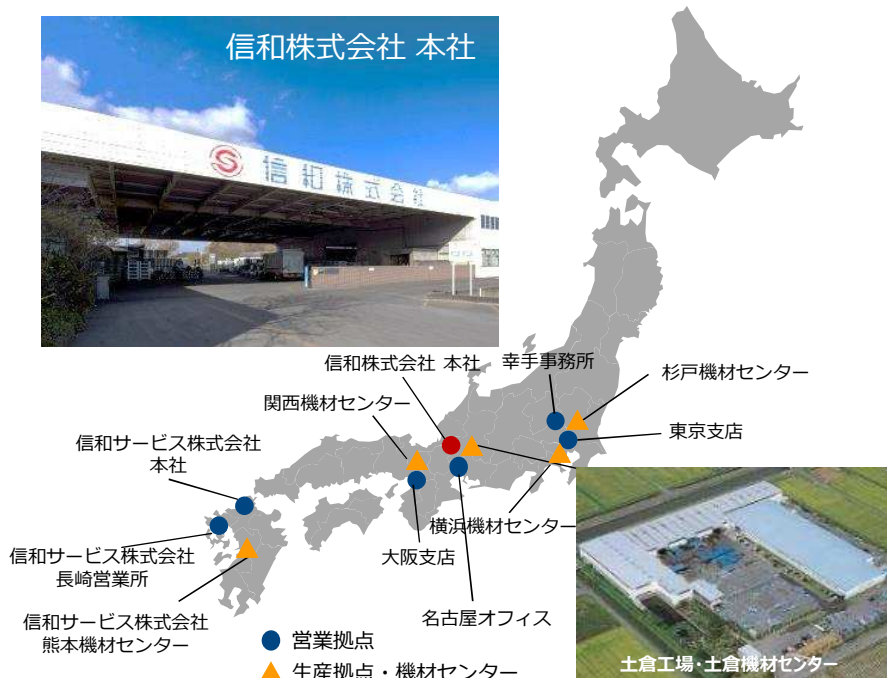 信和株式会社 本社
信和株式会社
信和株式会社 本社
幸手事務所
杉戸機材センター
関西機材センター
東京支店
信和サービス株式会社
本社
横浜機材センター
大阪支店
信和サービス株式会社
長崎営業所
名古屋オフィス
信和サービス株式会社
熊本機材センター
営業拠点
生産拠点・機材センター
土倉工場・土倉機材センター